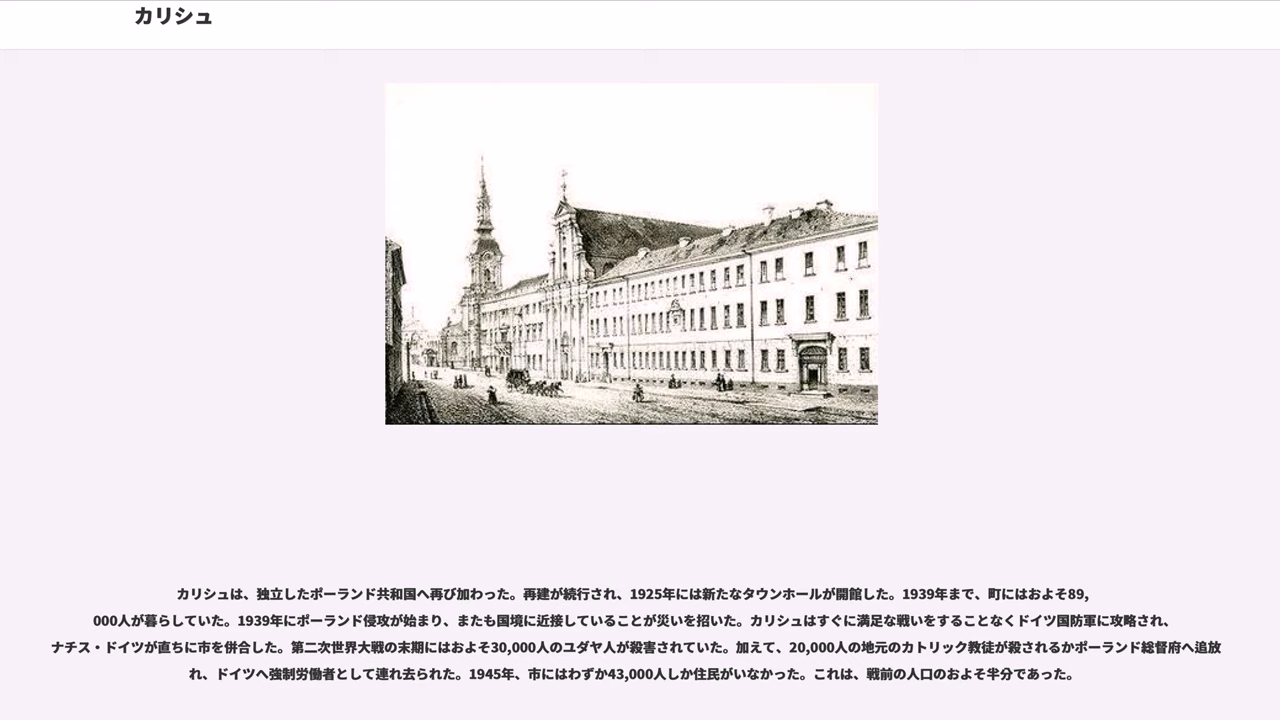 カリシュ
カリシュは、独立したポーランド共和国へ再び加わった。再建が続行され、1925年には新たなタウンホールが開館した。1939年まで、町にはおよそ89,
000人が暮らしていた。1939年にポーランド侵攻が始まり、またも国境に近接していることが災いを招いた。カリシュはすぐに満足な戦いをすることなくドイツ国防軍に攻略され、
ナチス・ドイツが直ちに市を併合した。第二次世界大戦の末期にはおよそ30,000人のユダヤ人が殺害されていた。加えて、20,000人の地元のカトリック教徒が殺されるかポーランド総督府へ追放
れ、ドイツへ強制労働者として連れ去られた。1945年、市にはわずか43,000人しか住民がいなかった。これは、戦前の人口のおよそ半分であった。